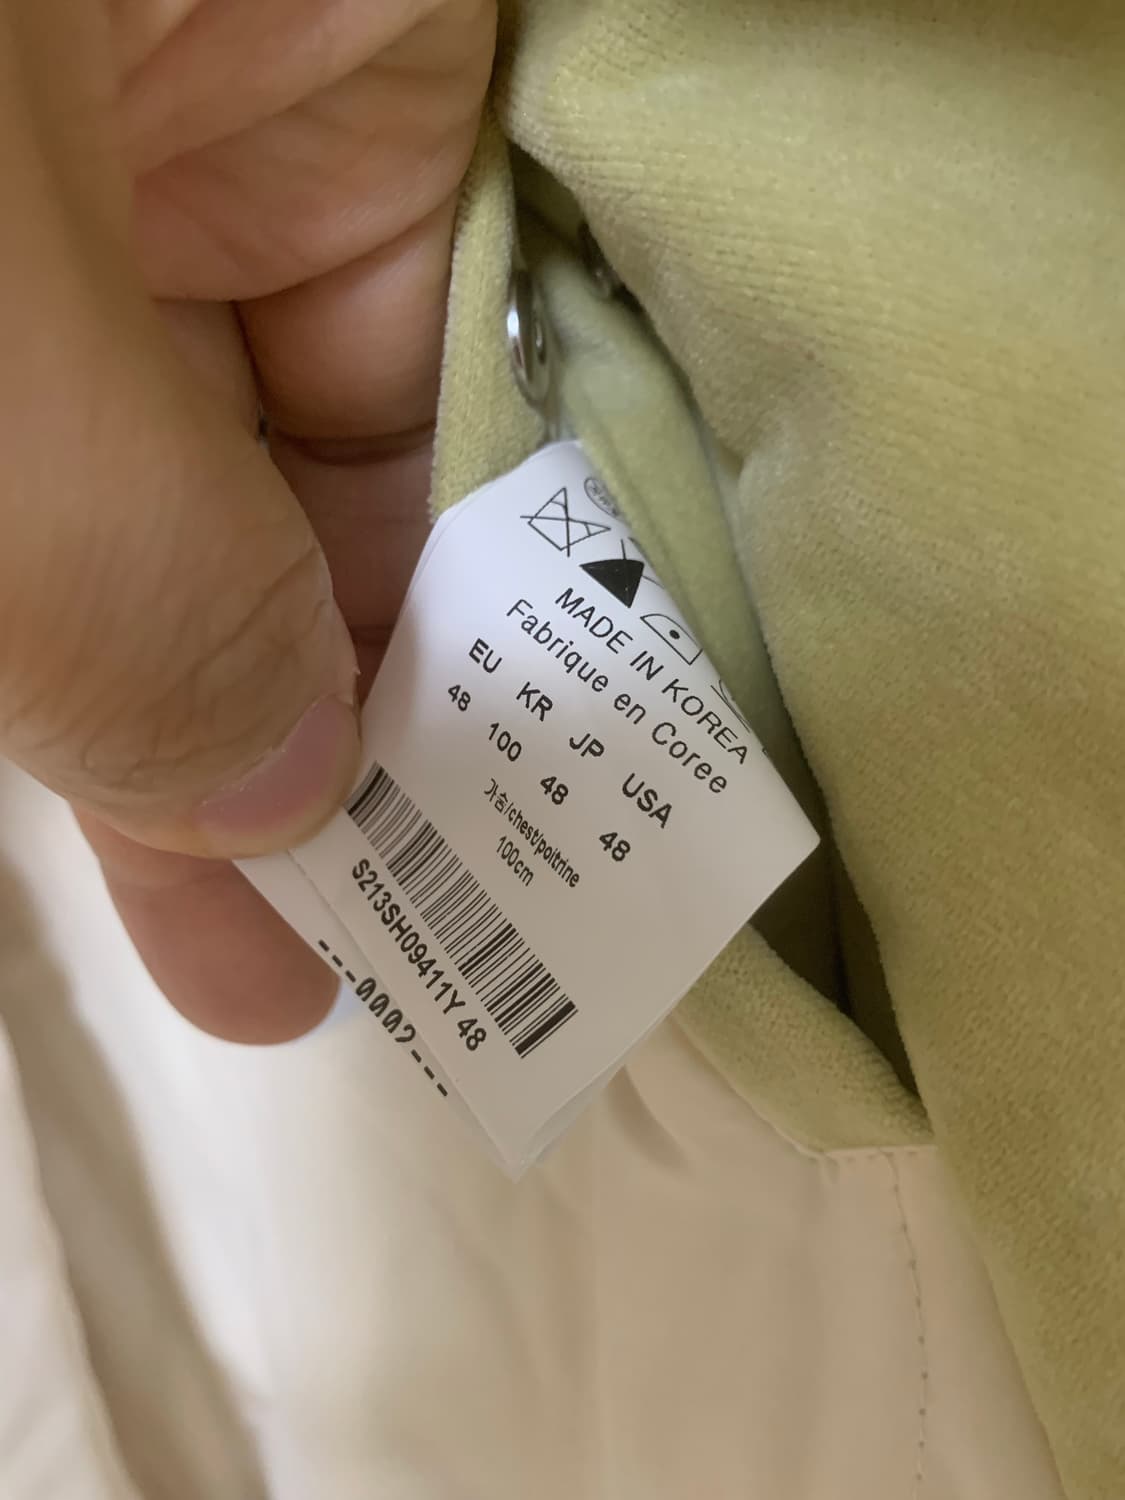 MADE IN KOREA
Fabrique en Coree
EU KR JP USA
48 100 48 48
가슴/chest/poitrine
100cm
S213SH09411Y 48
---0002---